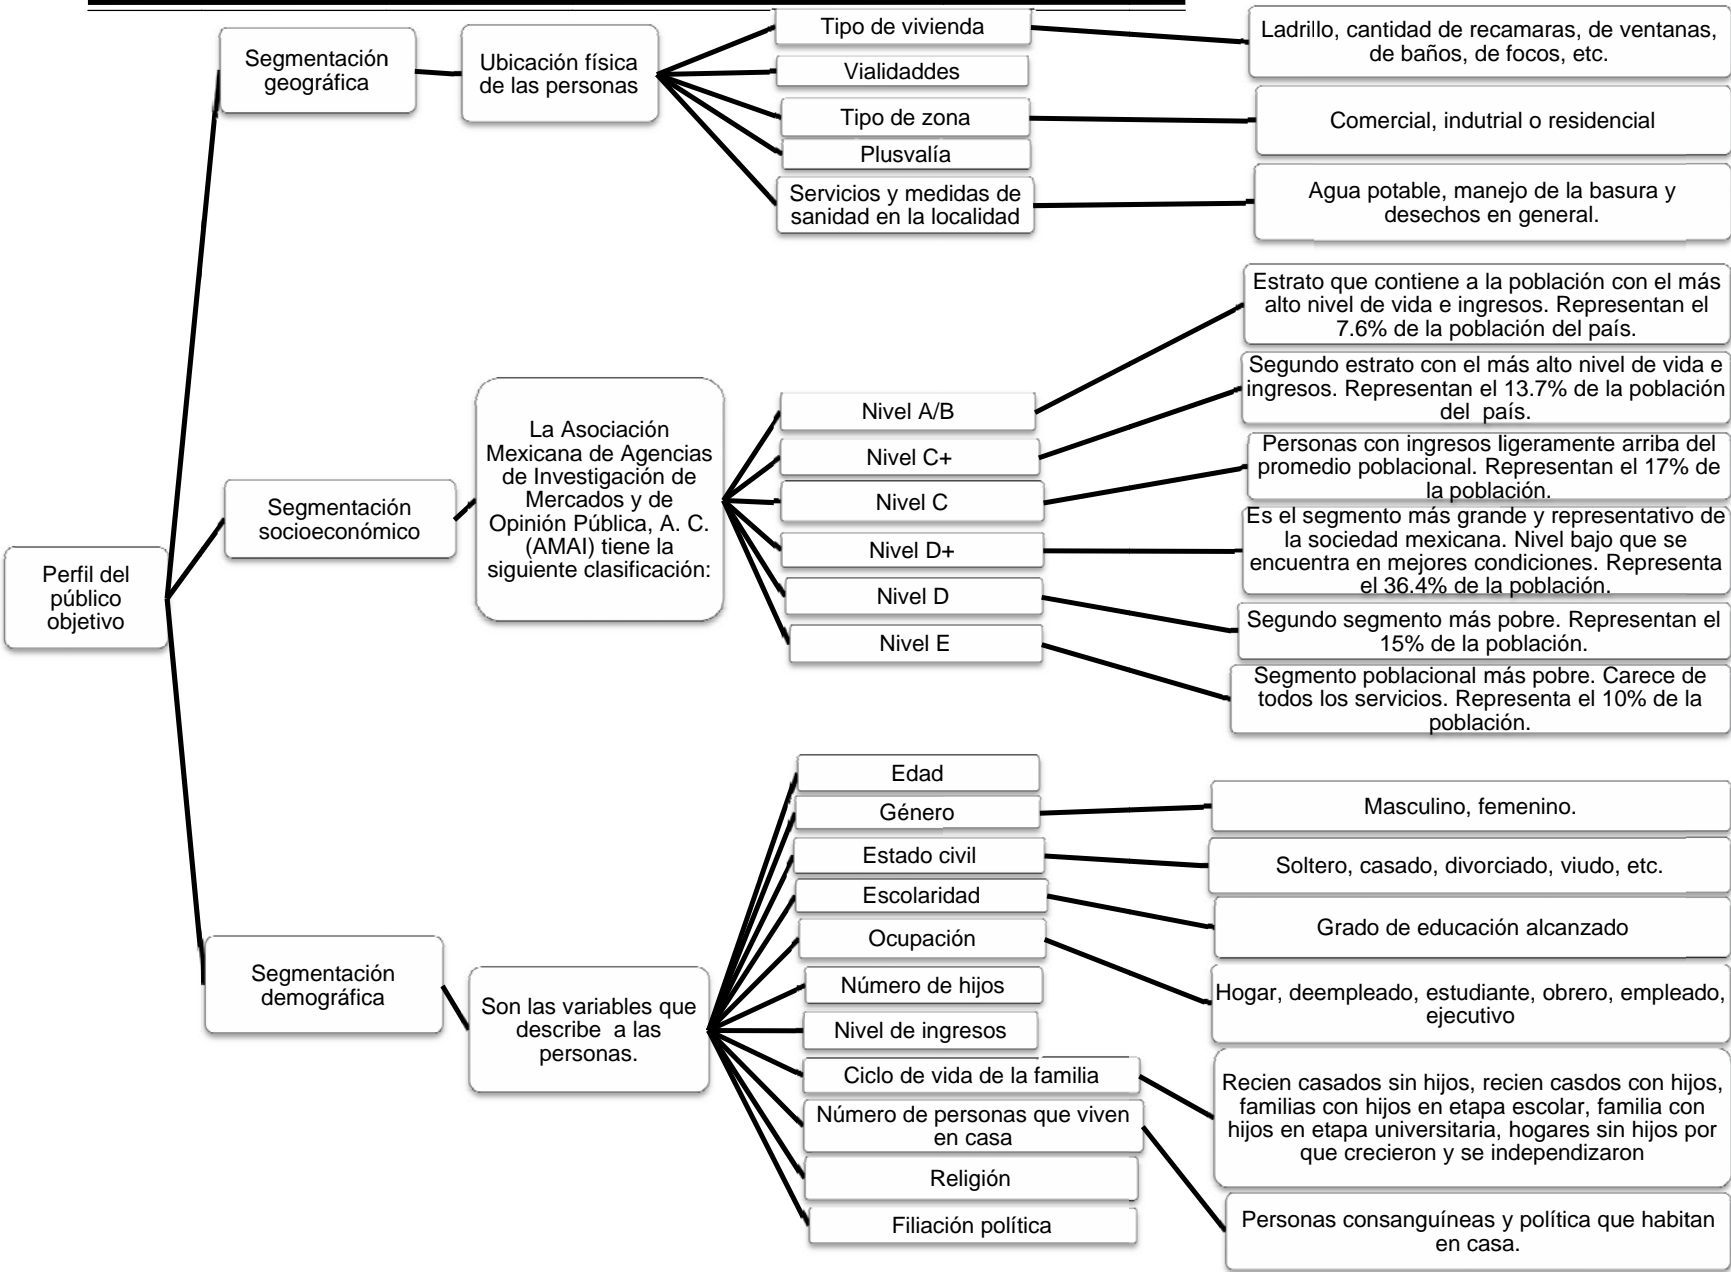 Perfil del
público
objetivo
Segmentación
geográfica
Ubicación física
de las personas
Tipo de vivienda
Ladrillo, cantidad de recamaras, de ventanas,
de baños, de focos, etc.
Vialidaddes
Tipo de zona
Comercial, indutrial o residencial
Plusvalía
Servicios y medidas de
sanidad en la localidad
Agua potable, manejo de la basura y
desechos en general.
Segmentación
socioeconómico
La Asociación
Mexicana de Agencias
de Investigación de
Mercados y de
Opinión Pública, A. C.
(AMAI) tiene la
siguiente clasificación:
Nivel A/B
Estrato que contiene a la población con el más
alto nivel de vida e ingresos. Representan el
7.6% de la población del país.
Nivel C+
Segundo estrato con el más alto nivel de vida e
ingresos. Representan el 13.7% de la población
del  país.
Nivel C
Personas con ingresos ligeramente arriba del
promedio poblacional. Representan el 17% de
la población.
Nivel D+
Es el segmento más grande y representativo de
la sociedad mexicana. Nivel bajo que se
encuentra en mejores condiciones. Representa
el 36.4% de la población.
Nivel D
Segundo segmento más pobre. Representan el
15% de la población.
Nivel E
Segmento poblacional más pobre. Carece de
todos los servicios. Representa el 10% de la
población.
Segmentación
demográfica
Son las variables que
describe  a las
personas.
Edad
Género
Masculino, femenino.
Estado civil
Soltero, casado, divorciado, viudo, etc.
Escolaridad
Grado de educación alcanzado
Ocupación
Hogar, deempleado, estudiante, obrero, empleado,
ejecutivo
Número de hijos
Nivel de ingresos
Ciclo de vida de la familia
Recien casados sin hijos, recien casdos con hijos,
familias con hijos en etapa escolar, familia con
hijos en etapa universitaria, hogares sin hijos por
que crecieron y se independizaron
Número de personas que viven
en casa
Personas consanguíneas y política que habitan
en casa.
Religión
Filiación política